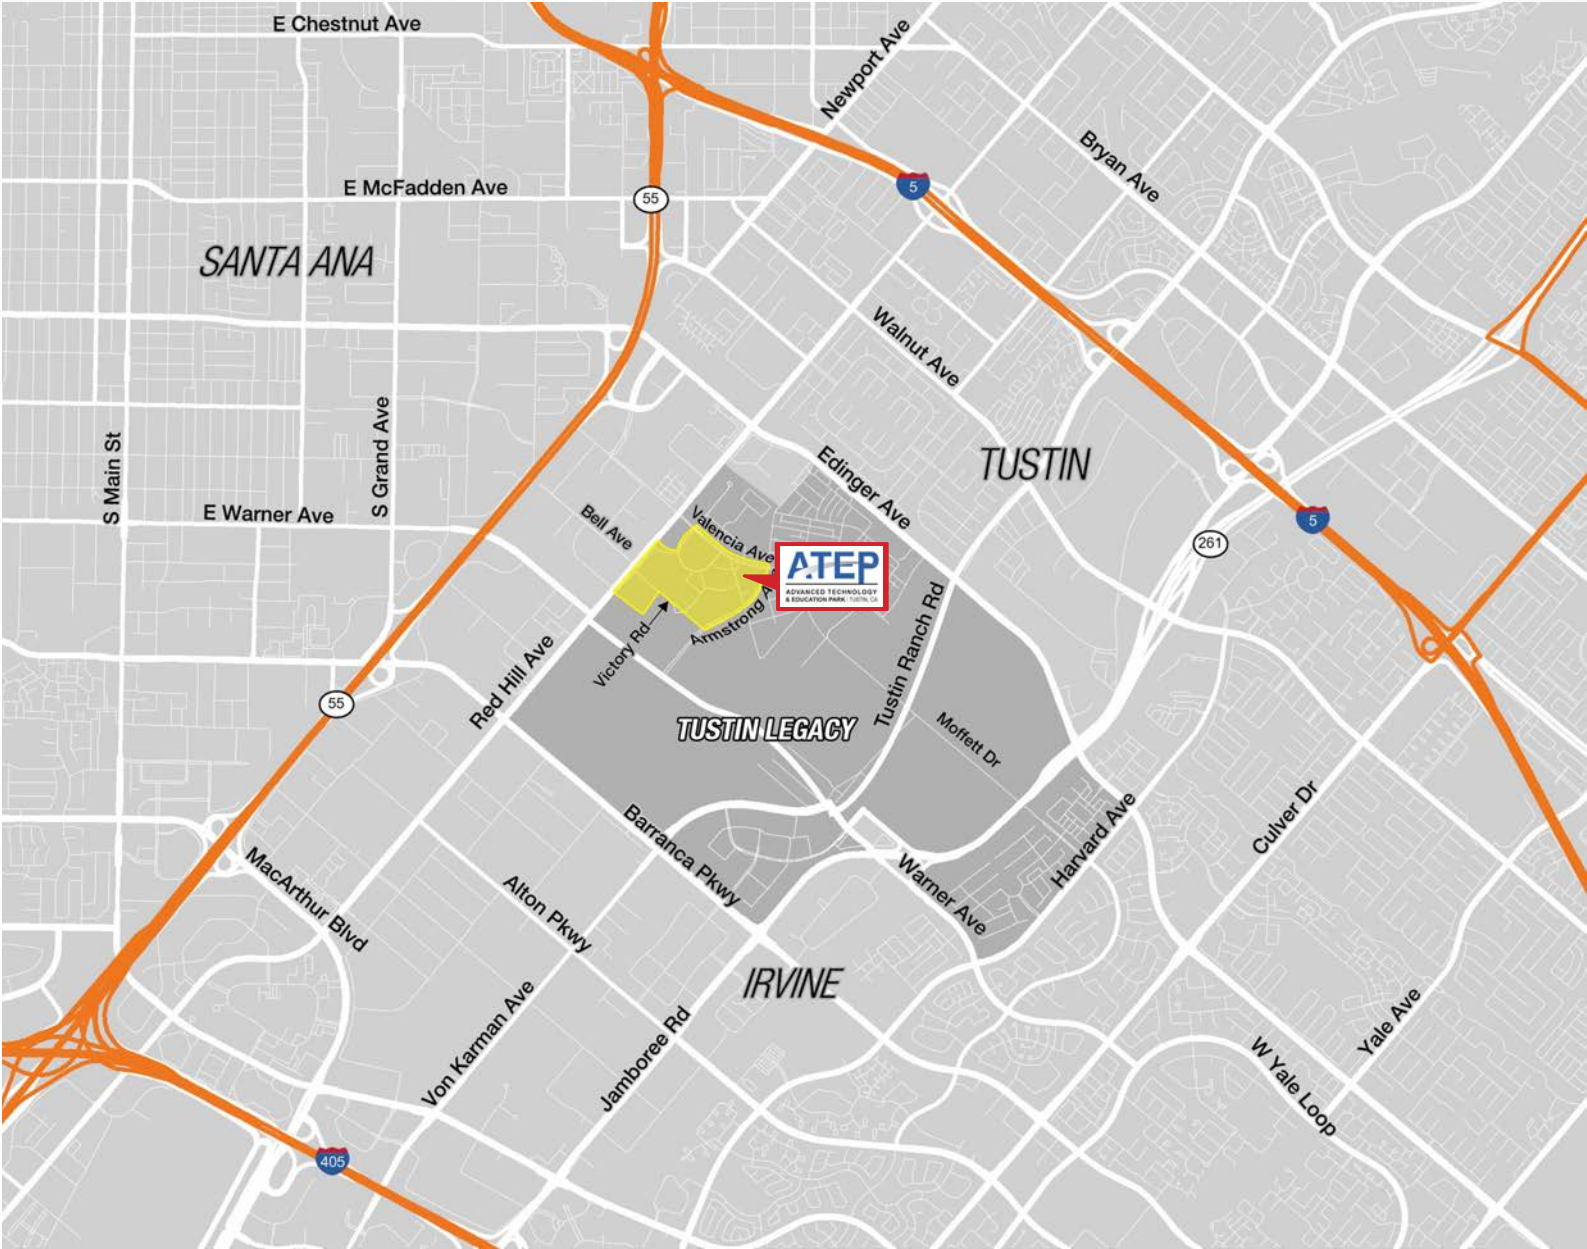 E Chestnut Ave
Newport Ave
Bryan Ave
5
E McFadden Ave
55
SANTA ANA
Walnut Ave
S Main St
S Grand Ave
TUSTIN
Edinger Ave
E Warner Ave
Bell Ave
Valencia Ave
5
261
ATEP
ADVANCED TECHNOLOGY
& EDUCATION PARK | TUSTIN, CA
Armstrong A
Victory Rd
Tustin Ranch Rd
Red Hill Ave
55
TUSTIN LEGACY
Moffett Dr
Barranca Pkwy
Harvard Ave
Culver Dr
MacArthur Blvd
Alton Pkwy
Warner Ave
IRVINE
Von Karman Ave
Jamboree Rd
Yale Ave
W Yale Loop
405